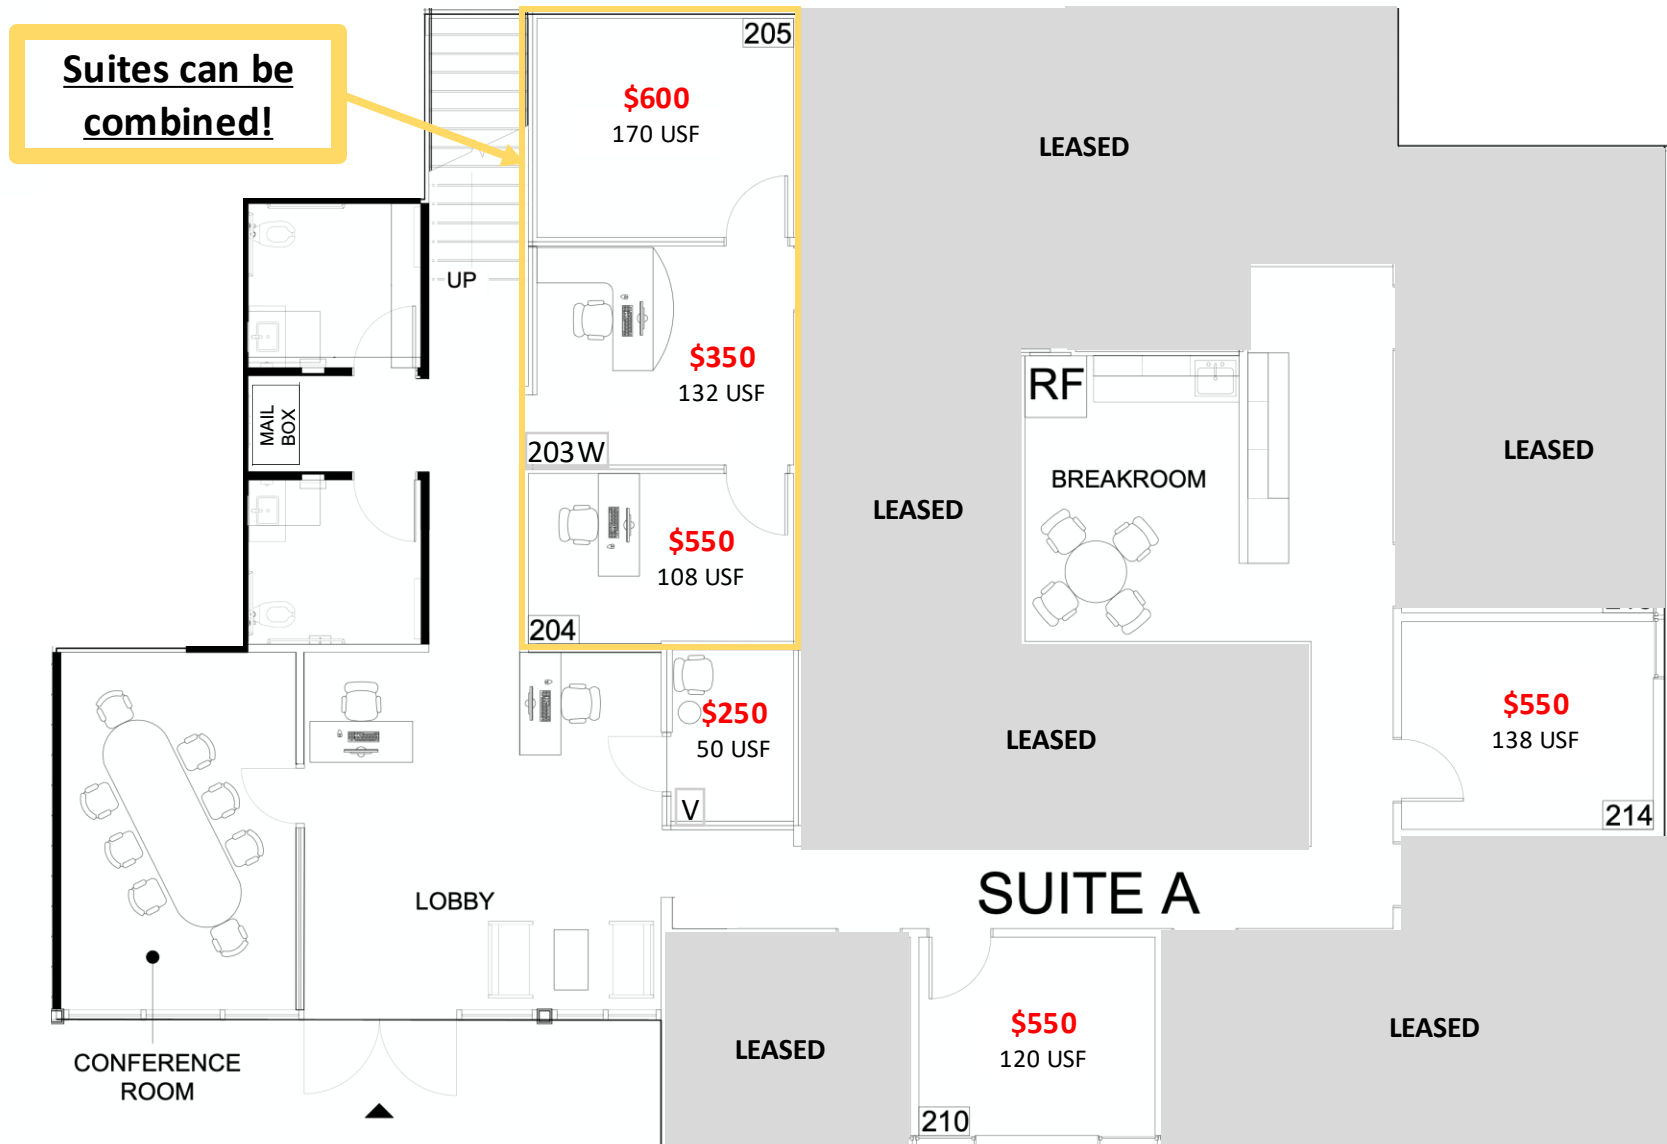 Suites can be
combined!
205
$600
170 USF
LEASED
UP
$350
132 USF
RF
MAIL
BOX
203 W
LEASED
BREAKROOM
LEASED
$550
108 USF
204
$250
50 USF
V
LEASED
$550
138 USF
214
LOBBY
SUITE A
CONFERENCE
ROOM
LEASED
$550
120 USF
210
LEASED